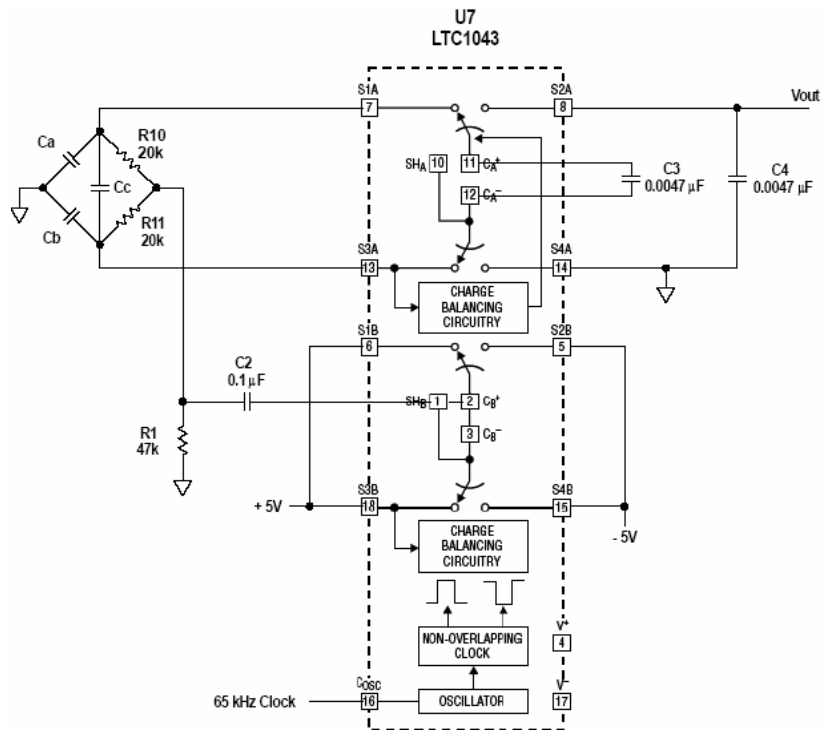 U7
LTC1043
S1A
7
S2A
8
Vout
Ca
R10
20k
Cc
Cb
R11
20k
SHA
10
11
CA+
12
CA−
C3
0.0047 µF
C4
0.0047 µF
S3A
13
S4A
14
CHARGE
BALANCING
CIRCUITRY
S1B
6
S2B
5
C2
0.1µF
SHB
1
2
CB+
3
CB−
R1
47k
S3B
+ 5V
18
S4B
15
- 5V
CHARGE
BALANCING
CIRCUITRY
NON-OVERLAPPING
CLOCK
V+
4
COSC
65 kHz Clock
16
OSCILLATOR
V−
17